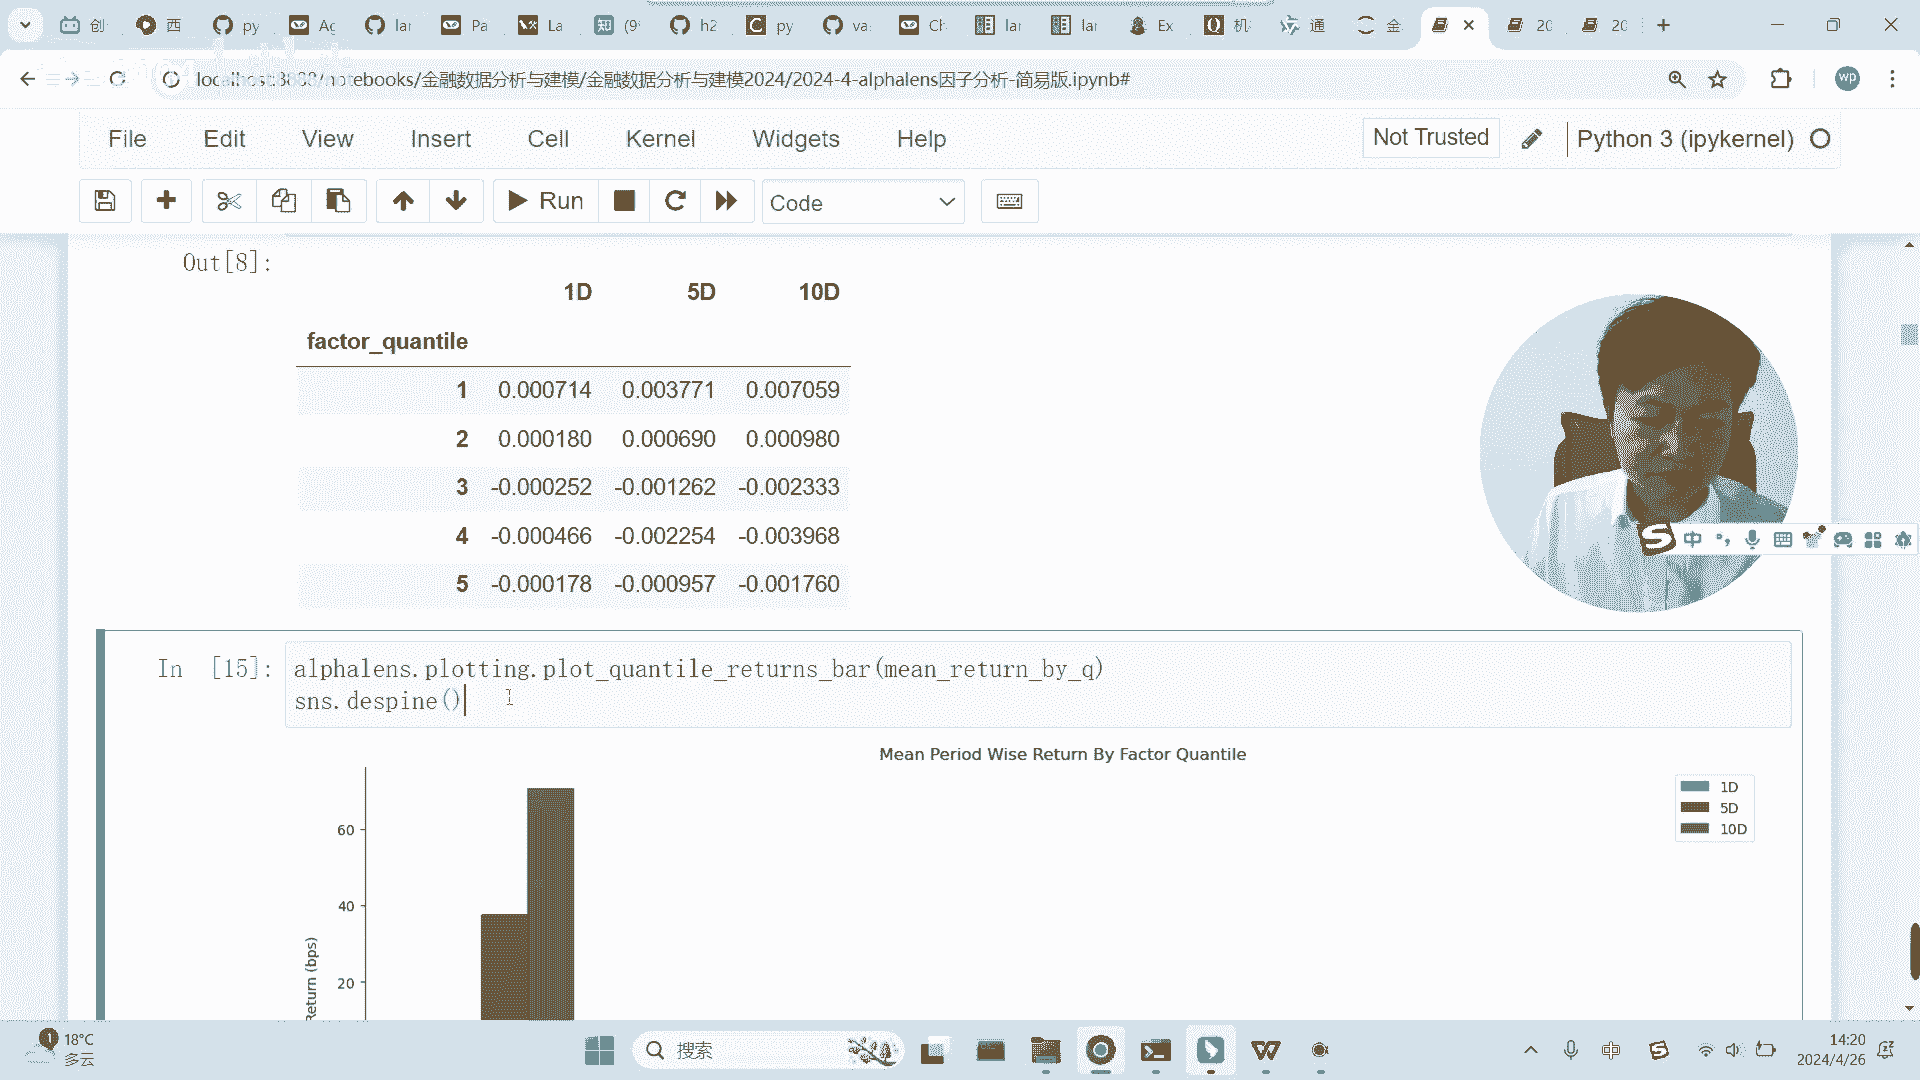 创 西 py Ac lar Pa La 知 (9 h2 py va Ch lar lar Ex 机 通 金 20 20
localhost:8888/notebooks/金融数据分析与建模/金融数据分析与建模2024/2024-4-alphalens因子分析-简易版.ipynb#
wp
File Edit View Insert Cell Kernel Widgets Help Not Trusted Python 3 (ipykernel)
Run Code
Out[8]:
1D 5D 10D
factor_quantile
1 0.000714 0.003771 0.007059
2 0.000180 0.000690 0.000980
3 -0.000252 -0.001262 -0.002333
4 -0.000466 -0.002254 -0.003968
5 -0.000178 -0.000957 -0.001760
中
In [15]: alphalens.plotting.plot_quantile_returns_bar(mean_return_by_q)
sns.despine()
Mean Period Wise Return By Factor Quantile
1D
5D
10D
60
40
20
Return (bps)
18°C
多云
搜索
中
14:20
2024/4/26